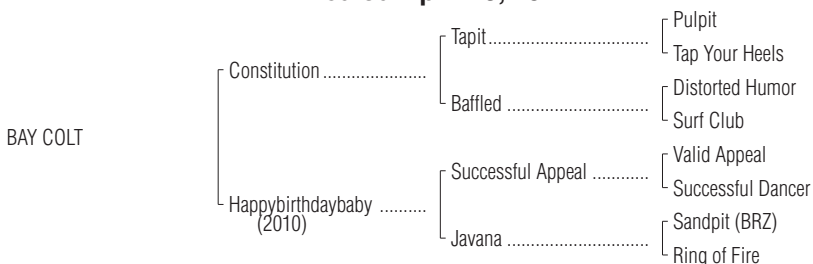 Pulpit
Tapit
Tap Your Heels
Constitution
Distorted Humor
Baffled
Surf Club
BAY COLT
Valid Appeal
Successful Appeal
Successful Dancer
Happybirthdaybaby
(2010)
Sandpit (BRZ)
Javana
Ring of Fire